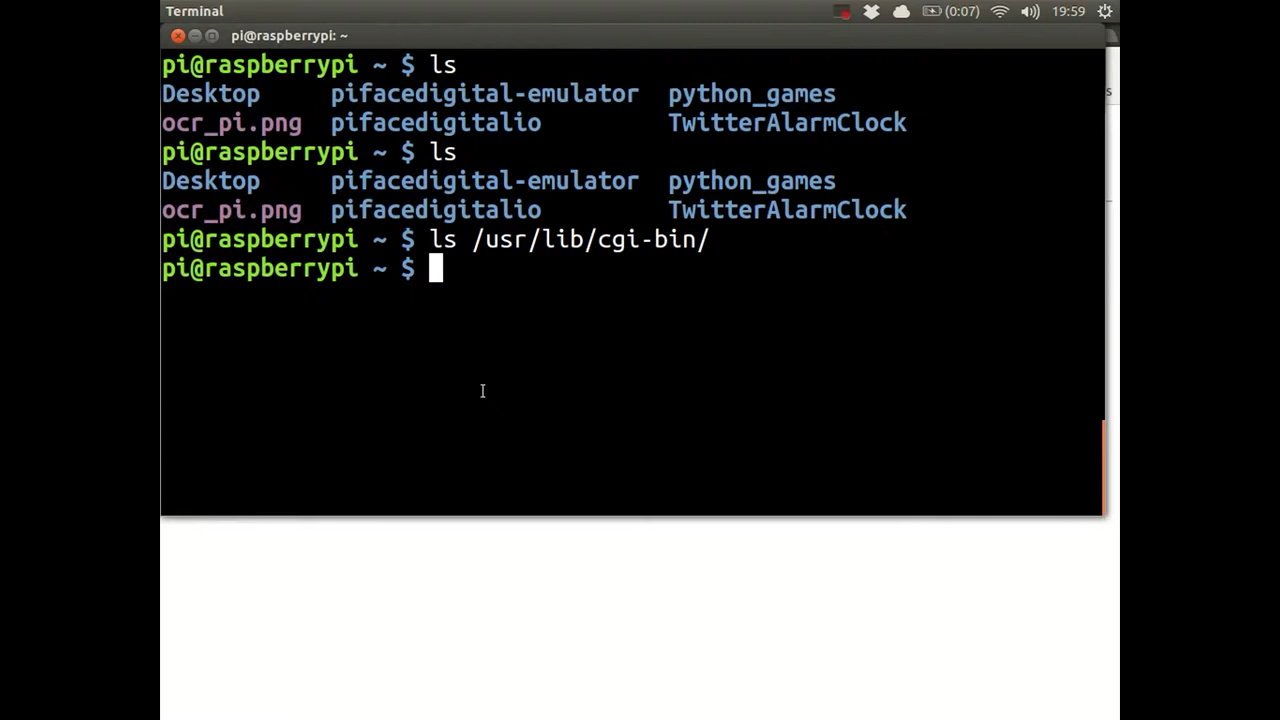 Terminal (0:07) 19:59
pi@raspberrypi: ~
pi@raspberrypi ~ $ ls
Desktop pifacedigital-emulator python_games
ocr_pi.png pifacedigitalio TwitterAlarmClock
pi@raspberrypi ~ $ ls
Desktop pifacedigital-emulator python_games
ocr_pi.png pifacedigitalio TwitterAlarmClock
pi@raspberrypi ~ $ ls /usr/lib/cgi-bin/
pi@raspberrypi ~ $